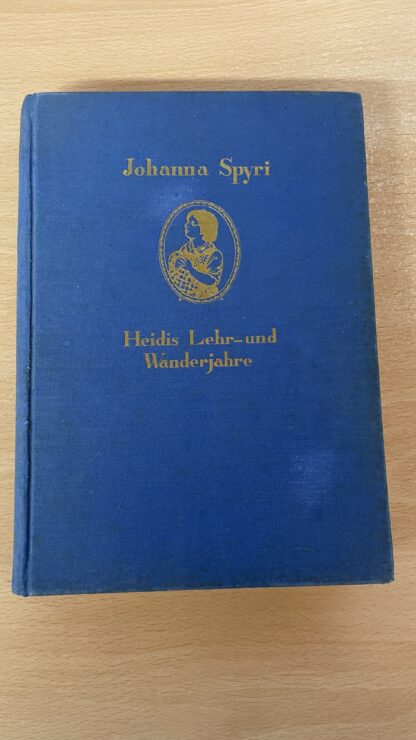 Johanna Spyri
Heidis Lehr-und
Wanderjahre